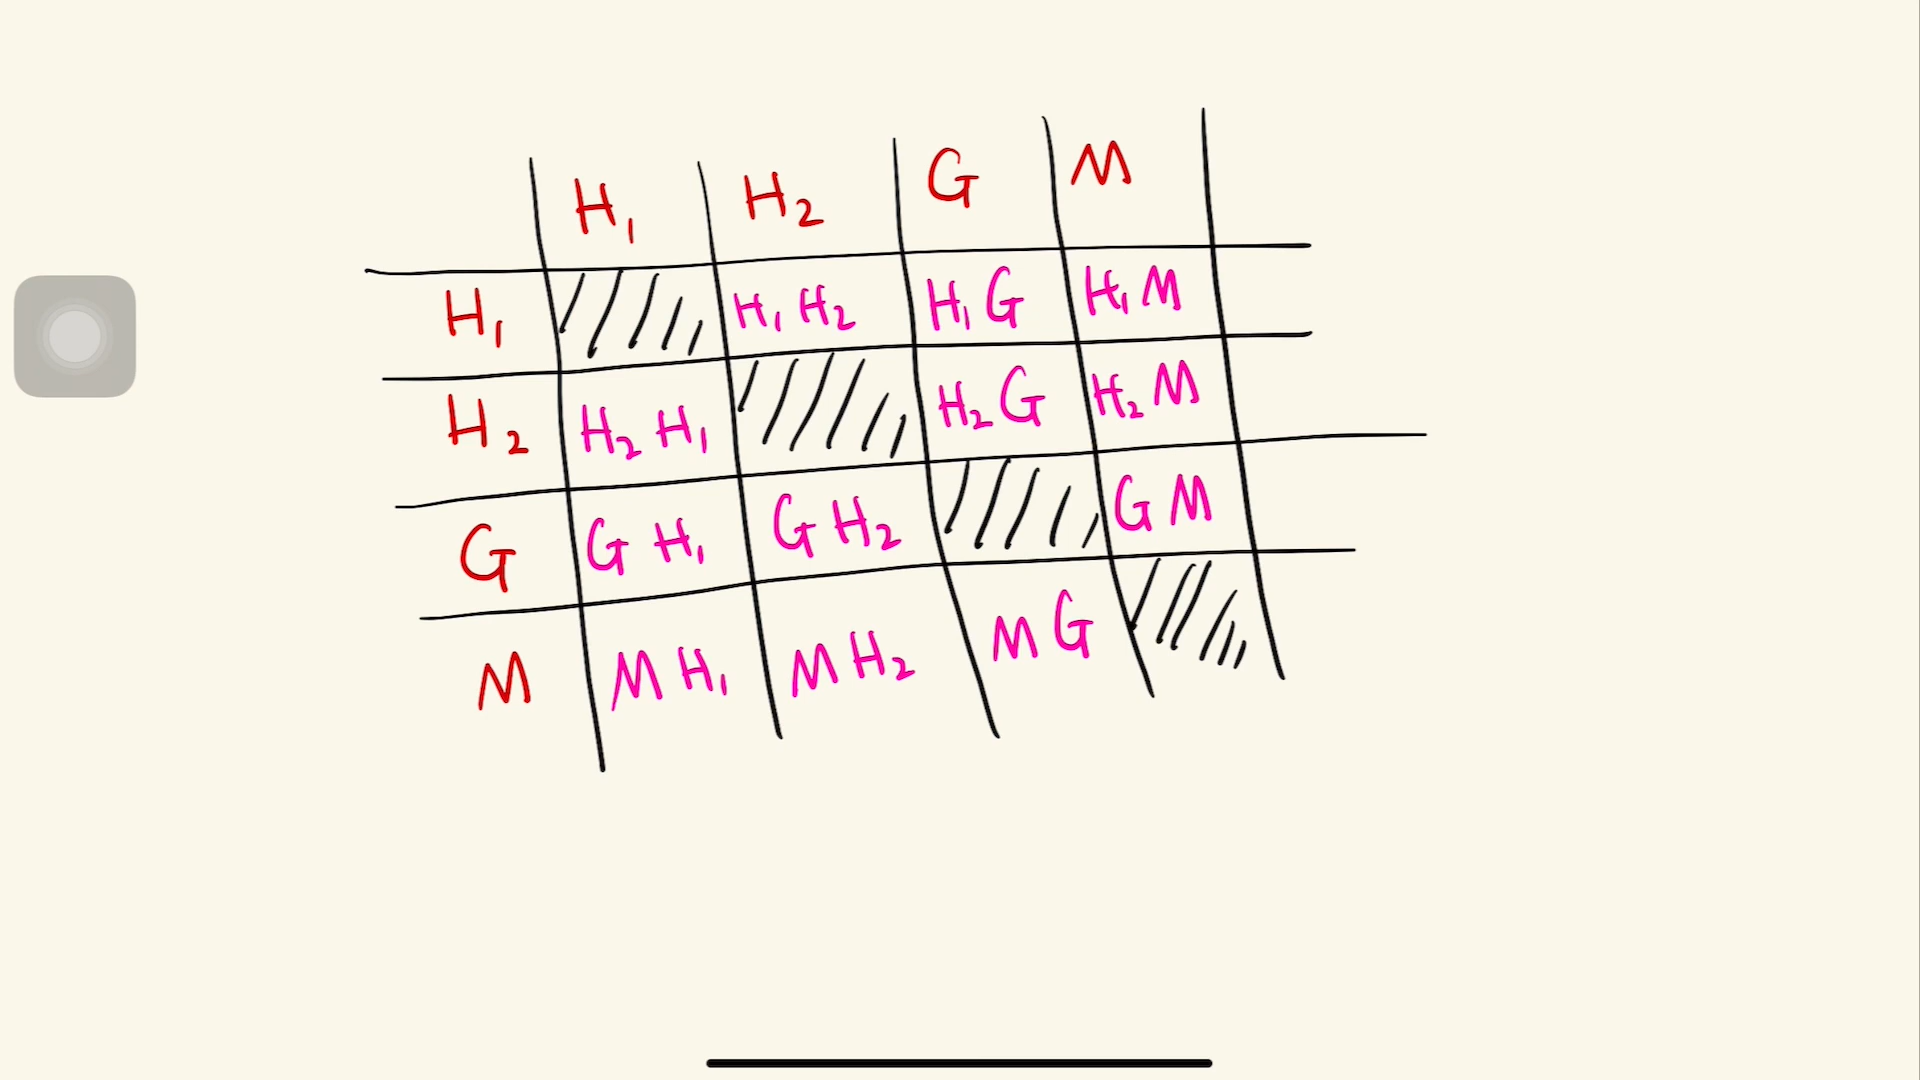 H₁ H₂ G M
H₁ H₁H₂ H₁G H₁M
H₂ H₂H₁ H₂G H₂M
G GH₁ GH₂ GM
M MH₁ MH₂ MG